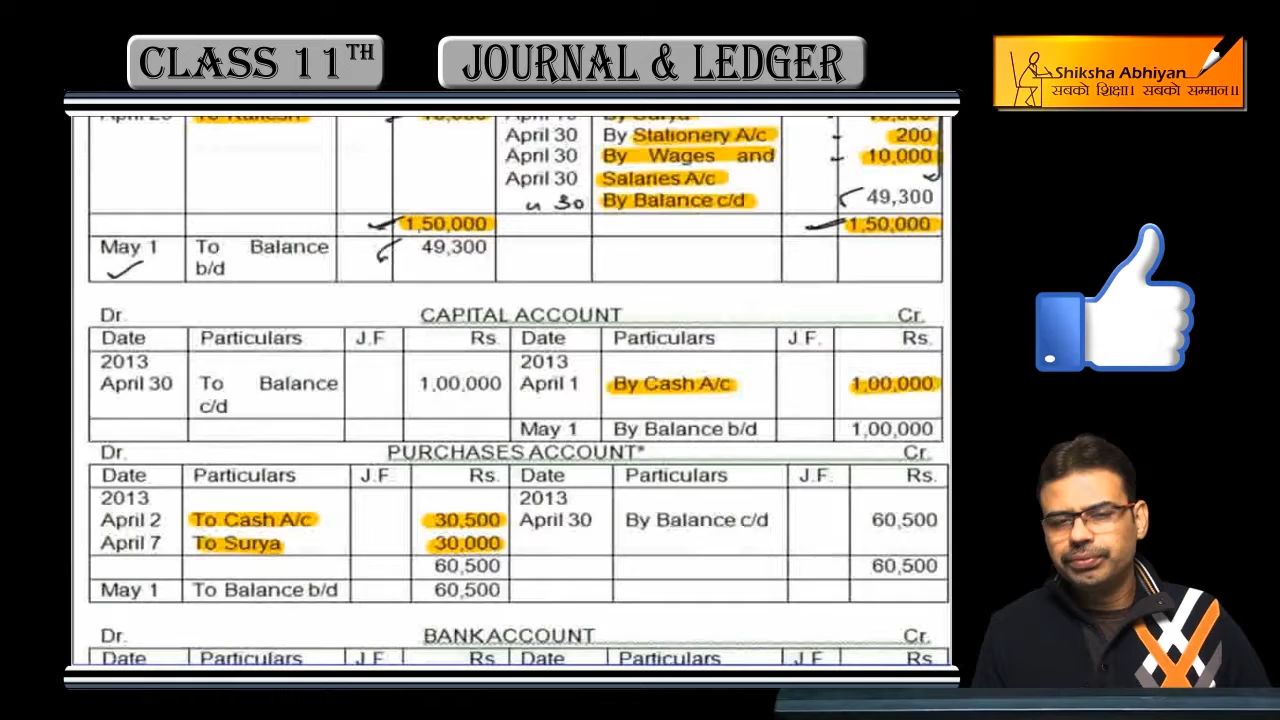 CLASS 11TH JOURNAL & LEDGER
Shiksha Abhiyan
सबको शिक्षा। सबको सम्मान॥
April 30 By Stationery A/c 200
April 30 By Wages and 10,000
April 30 Salaries A/c
30 By Balance c/d 49,300
1,50,000 1,50,000
May 1 To Balance 49,300
b/d
Dr. CAPITAL ACCOUNT Cr.
Date Particulars J.F Rs. Date Particulars J.F. Rs.
2013 2013
April 30 To Balance 1,00,000 April 1 By Cash A/c 1,00,000
c/d
May 1 By Balance b/d 1,00,000
Dr. PURCHASES ACCOUNT* Cr.
Date Particulars J.F. Rs. Date Particulars J.F. Rs.
2013 2013
April 2 To Cash A/c 30,500 April 30 By Balance c/d 60,500
April 7 To Surya 30,000
60,500 60,500
May 1 To Balance b/d 60,500
Dr. BANK ACCOUNT Cr.
Date Particulars J.F Rs Date Particulars J.F Rs